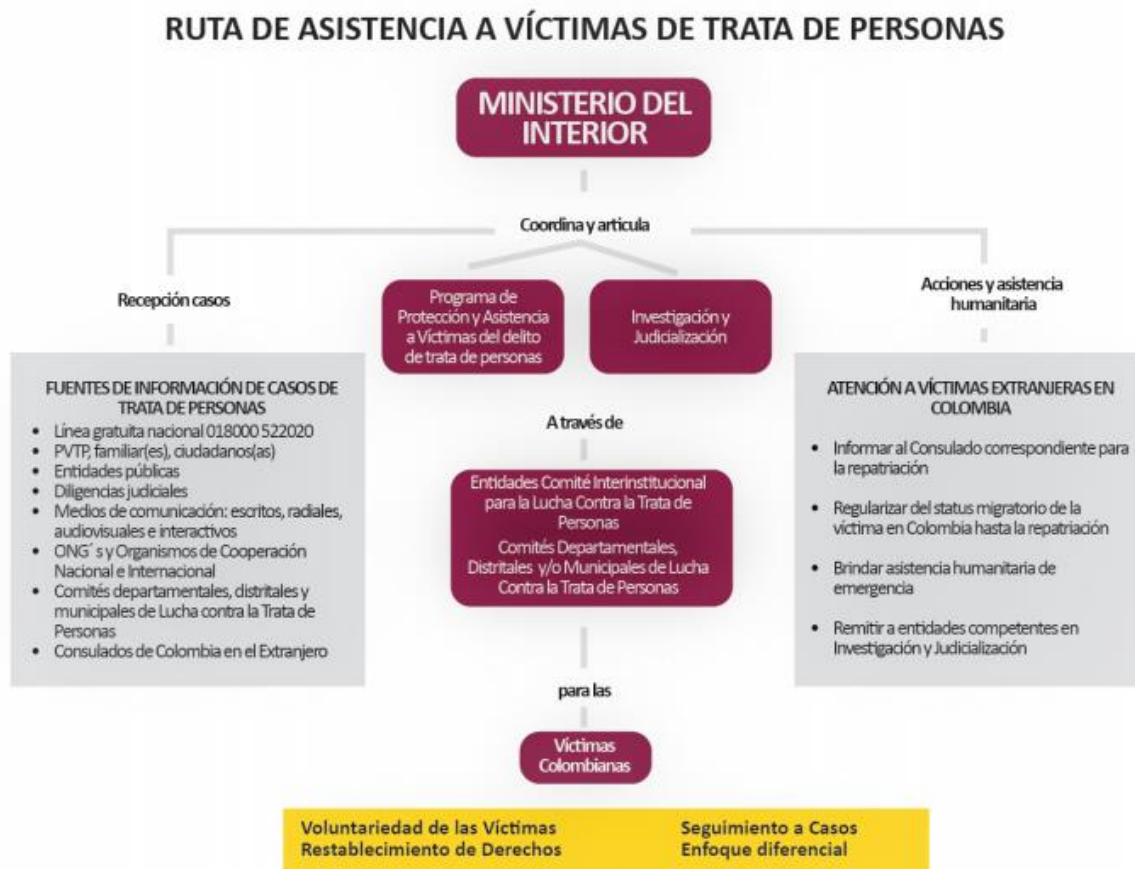 RUTA DE ASISTENCIA A VÍCTIMAS DE TRATA DE PERSONAS
MINISTERIO DEL
INTERIOR
Coordina y articula
Recepción casos
Programa de
Protección y Asistencia
a Víctimas del delito
de trata de personas
Investigación y
Judicialización
Acciones y asistencia
humanitaria
FUENTES DE INFORMACIÓN DE CASOS DE
TRATA DE PERSONAS
• Línea gratuita nacional 018000 522020
• PVTP, familiar(es), ciudadanos(as)
• Entidades públicas
• Diligencias judiciales
• Medios de comunicación: escritos, radiales,
audiovisuales e interactivos
• ONG´s y Organismos de Cooperación
Nacional e Internacional
• Comités departamentales, distritales y
municipales de Lucha contra la Trata de
Personas
• Consulados de Colombia en el Extranjero
A través de
Entidades Comité Interinstitucional
para la Lucha Contra la Trata de
Personas
Comités Departamentales,
Distritales y/o Municipales de Lucha
Contra la Trata de Personas
ATENCIÓN A VÍCTIMAS EXTRANJERAS EN
COLOMBIA
• Informar al Consulado correspondiente para
la repatriación
• Regularizar del status migratorio de la
víctima en Colombia hasta la repatriación
• Brindar asistencia humanitaria de
emergencia
• Remitir a entidades competentes en
Investigación y Judicialización
para las
Víctimas
Colombianas
Voluntariedad de las Víctimas
Restablecimiento de Derechos
Seguimiento a Casos
Enfoque diferencial